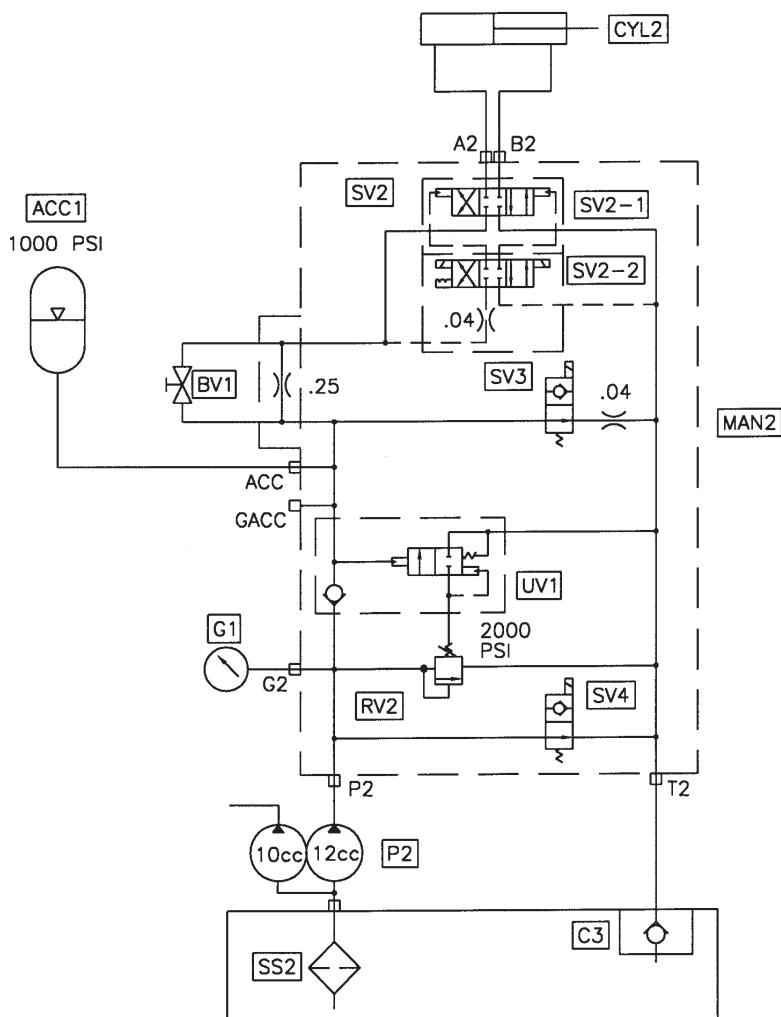 CYL2
A2 B2
SV2
SV2-1
ACC1
1000 PSI
SV2-2
.04
SV3
BV1
.25
.04
MAN2
ACC
GACC
UV1
G1
2000
PSI
G2
RV2
SV4
P2
T2
10cc
12cc
P2
C3
SS2